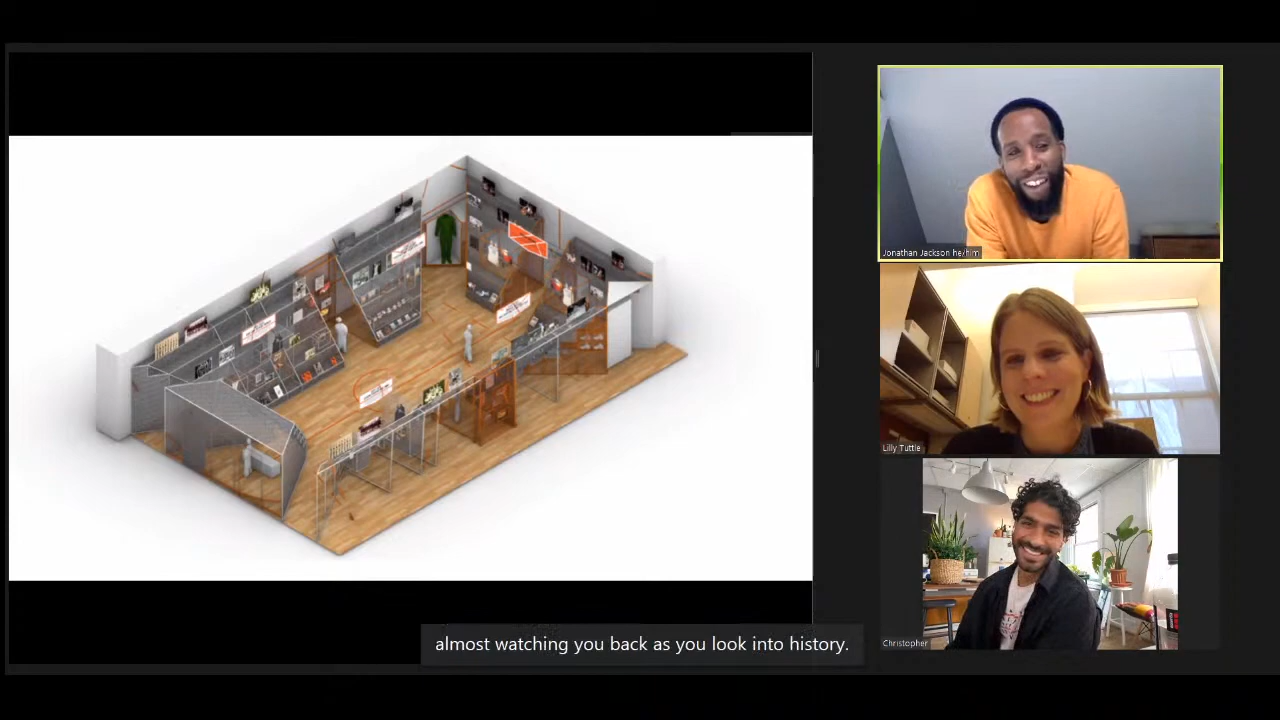 Jonathan Jackson he/him
Lilly Tuttle
Christopher
almost watching you back as you look into history.